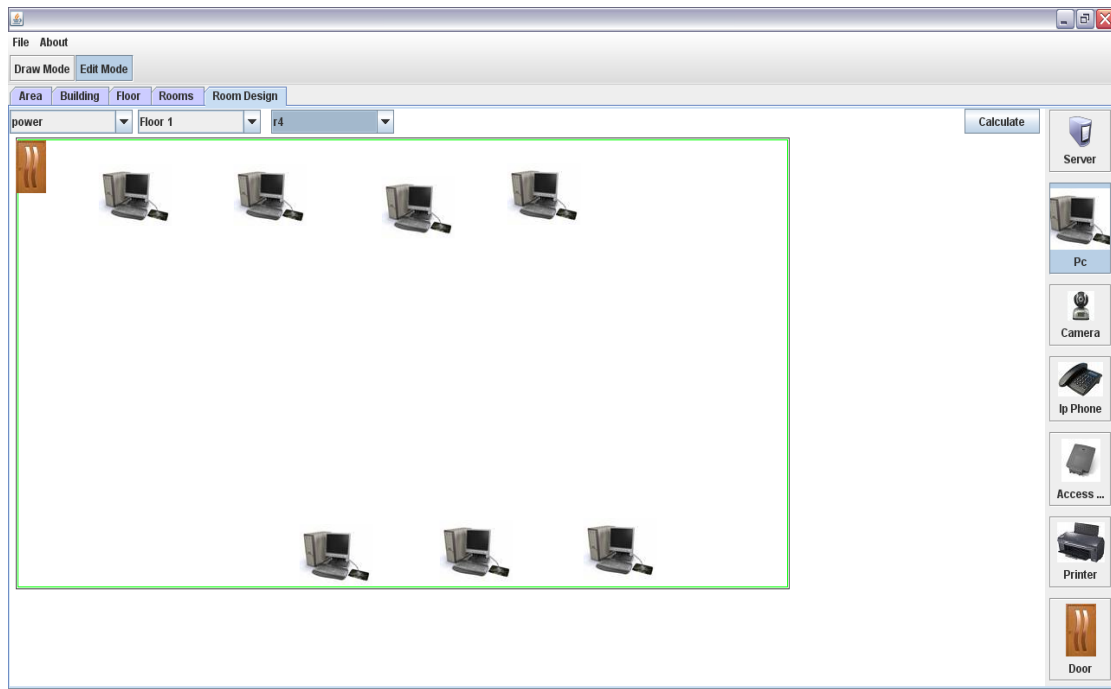 File About
Draw Mode Edit Mode
Area Building Floor Rooms Room Design
power Floor 1 r4 Calculate
Server
Pc
Camera
Ip Phone
Access ...
Printer
Door